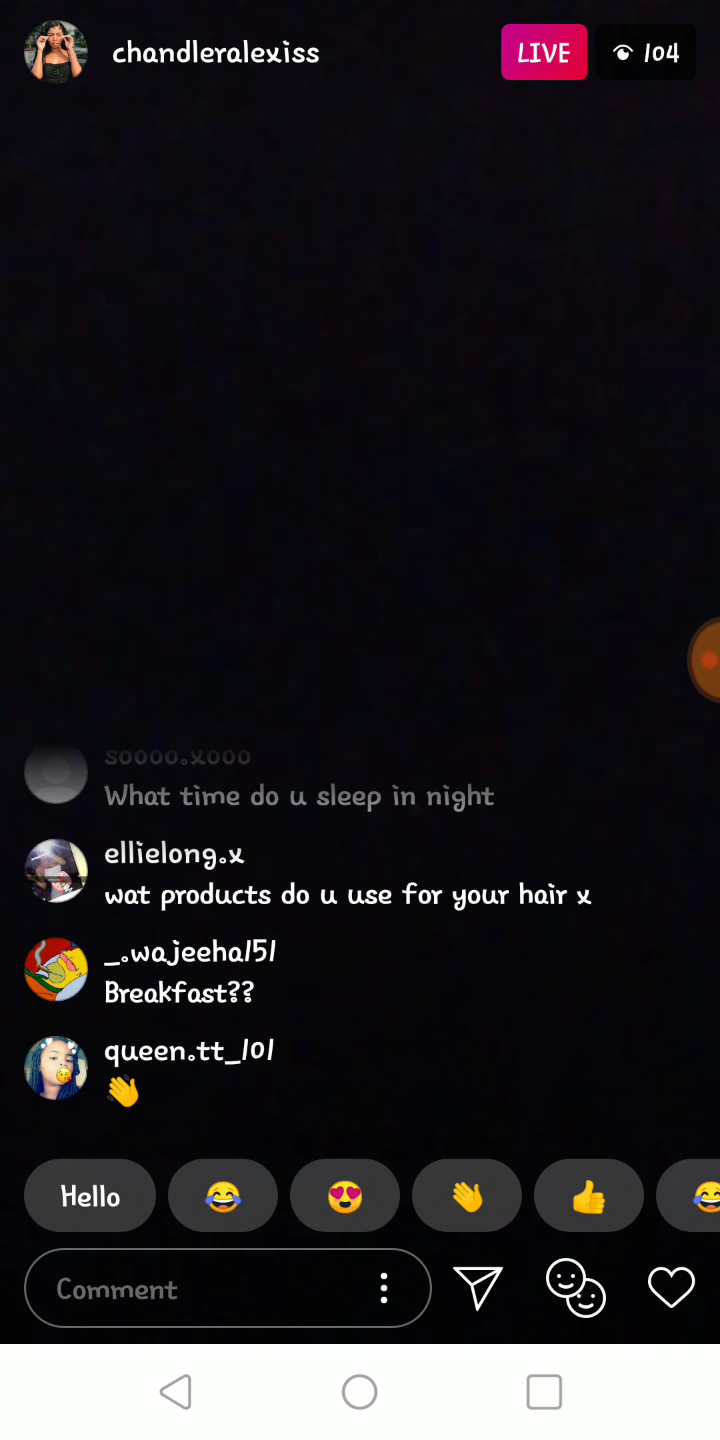 chandleralexiss
LIVE
104
soooo.xooo
What time do u sleep in night
ellielong.x
wat products do u use for your hair x
_.wajeeha151
Breakfast??
queen.tt_101
👋
Hello
😂 😍 👋 👍 😂
Comment